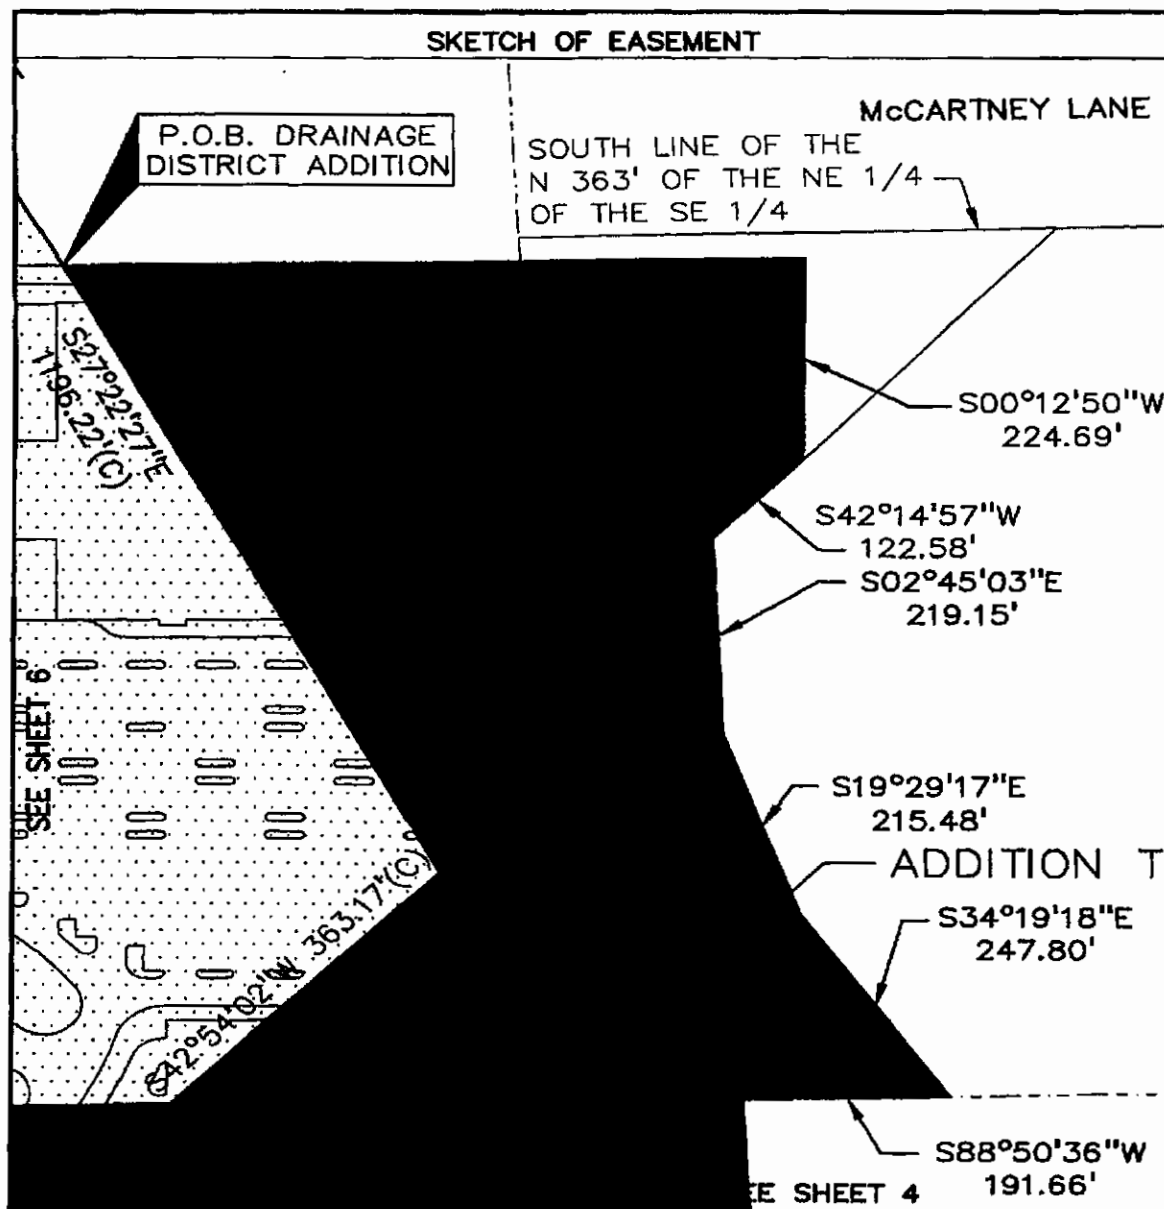 SKETCH OF EASEMENT
McCARTNEY LANE
P.O.B. DRAINAGE
DISTRICT ADDITION
SOUTH LINE OF THE
N 363' OF THE NE 1/4
OF THE SE 1/4
S27°22'27"E
1196.22'(C)
S00°12'50"W
224.69'
S42°14'57"W
122.58'
S02°45'03"E
219.15'
SEE SHEET 6
S19°29'17"E
215.48'
ADDITION T
S34°19'18"E
247.80'
S42°54'02"W 363.17'(C)
S88°50'36"W
191.66'
EE SHEET 4